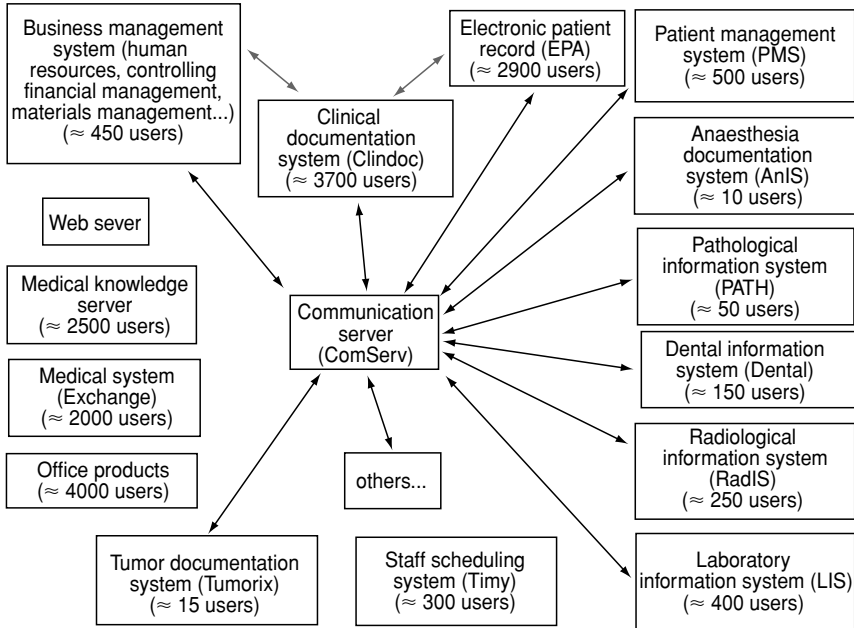 Business management
system (human
resources, controlling
financial management,
materials management...)
(≈ 450 users)
Clinical
documentation
system (Clindoc)
(≈ 3700 users)
Electronic patient
record (EPA)
(≈ 2900 users)
Patient management
system (PMS)
(≈ 500 users)
Anaesthesia
documentation
system (AnIS)
(≈ 10 users)
Web sever
Pathological
information system
(PATH)
(≈ 50 users)
Medical knowledge
server
(≈ 2500 users)
Communication
server
(ComServ)
Dental information
system (Dental)
(≈ 150 users)
Medical system
(Exchange)
(≈ 2000 users)
Radiological
information system
(RadIS)
(≈ 250 users)
Office products
(≈ 4000 users)
others...
Tumor documentation
system (Tumorix)
(≈ 15 users)
Staff scheduling
system (Timy)
(≈ 300 users)
Laboratory
information system (LIS)
(≈ 400 users)